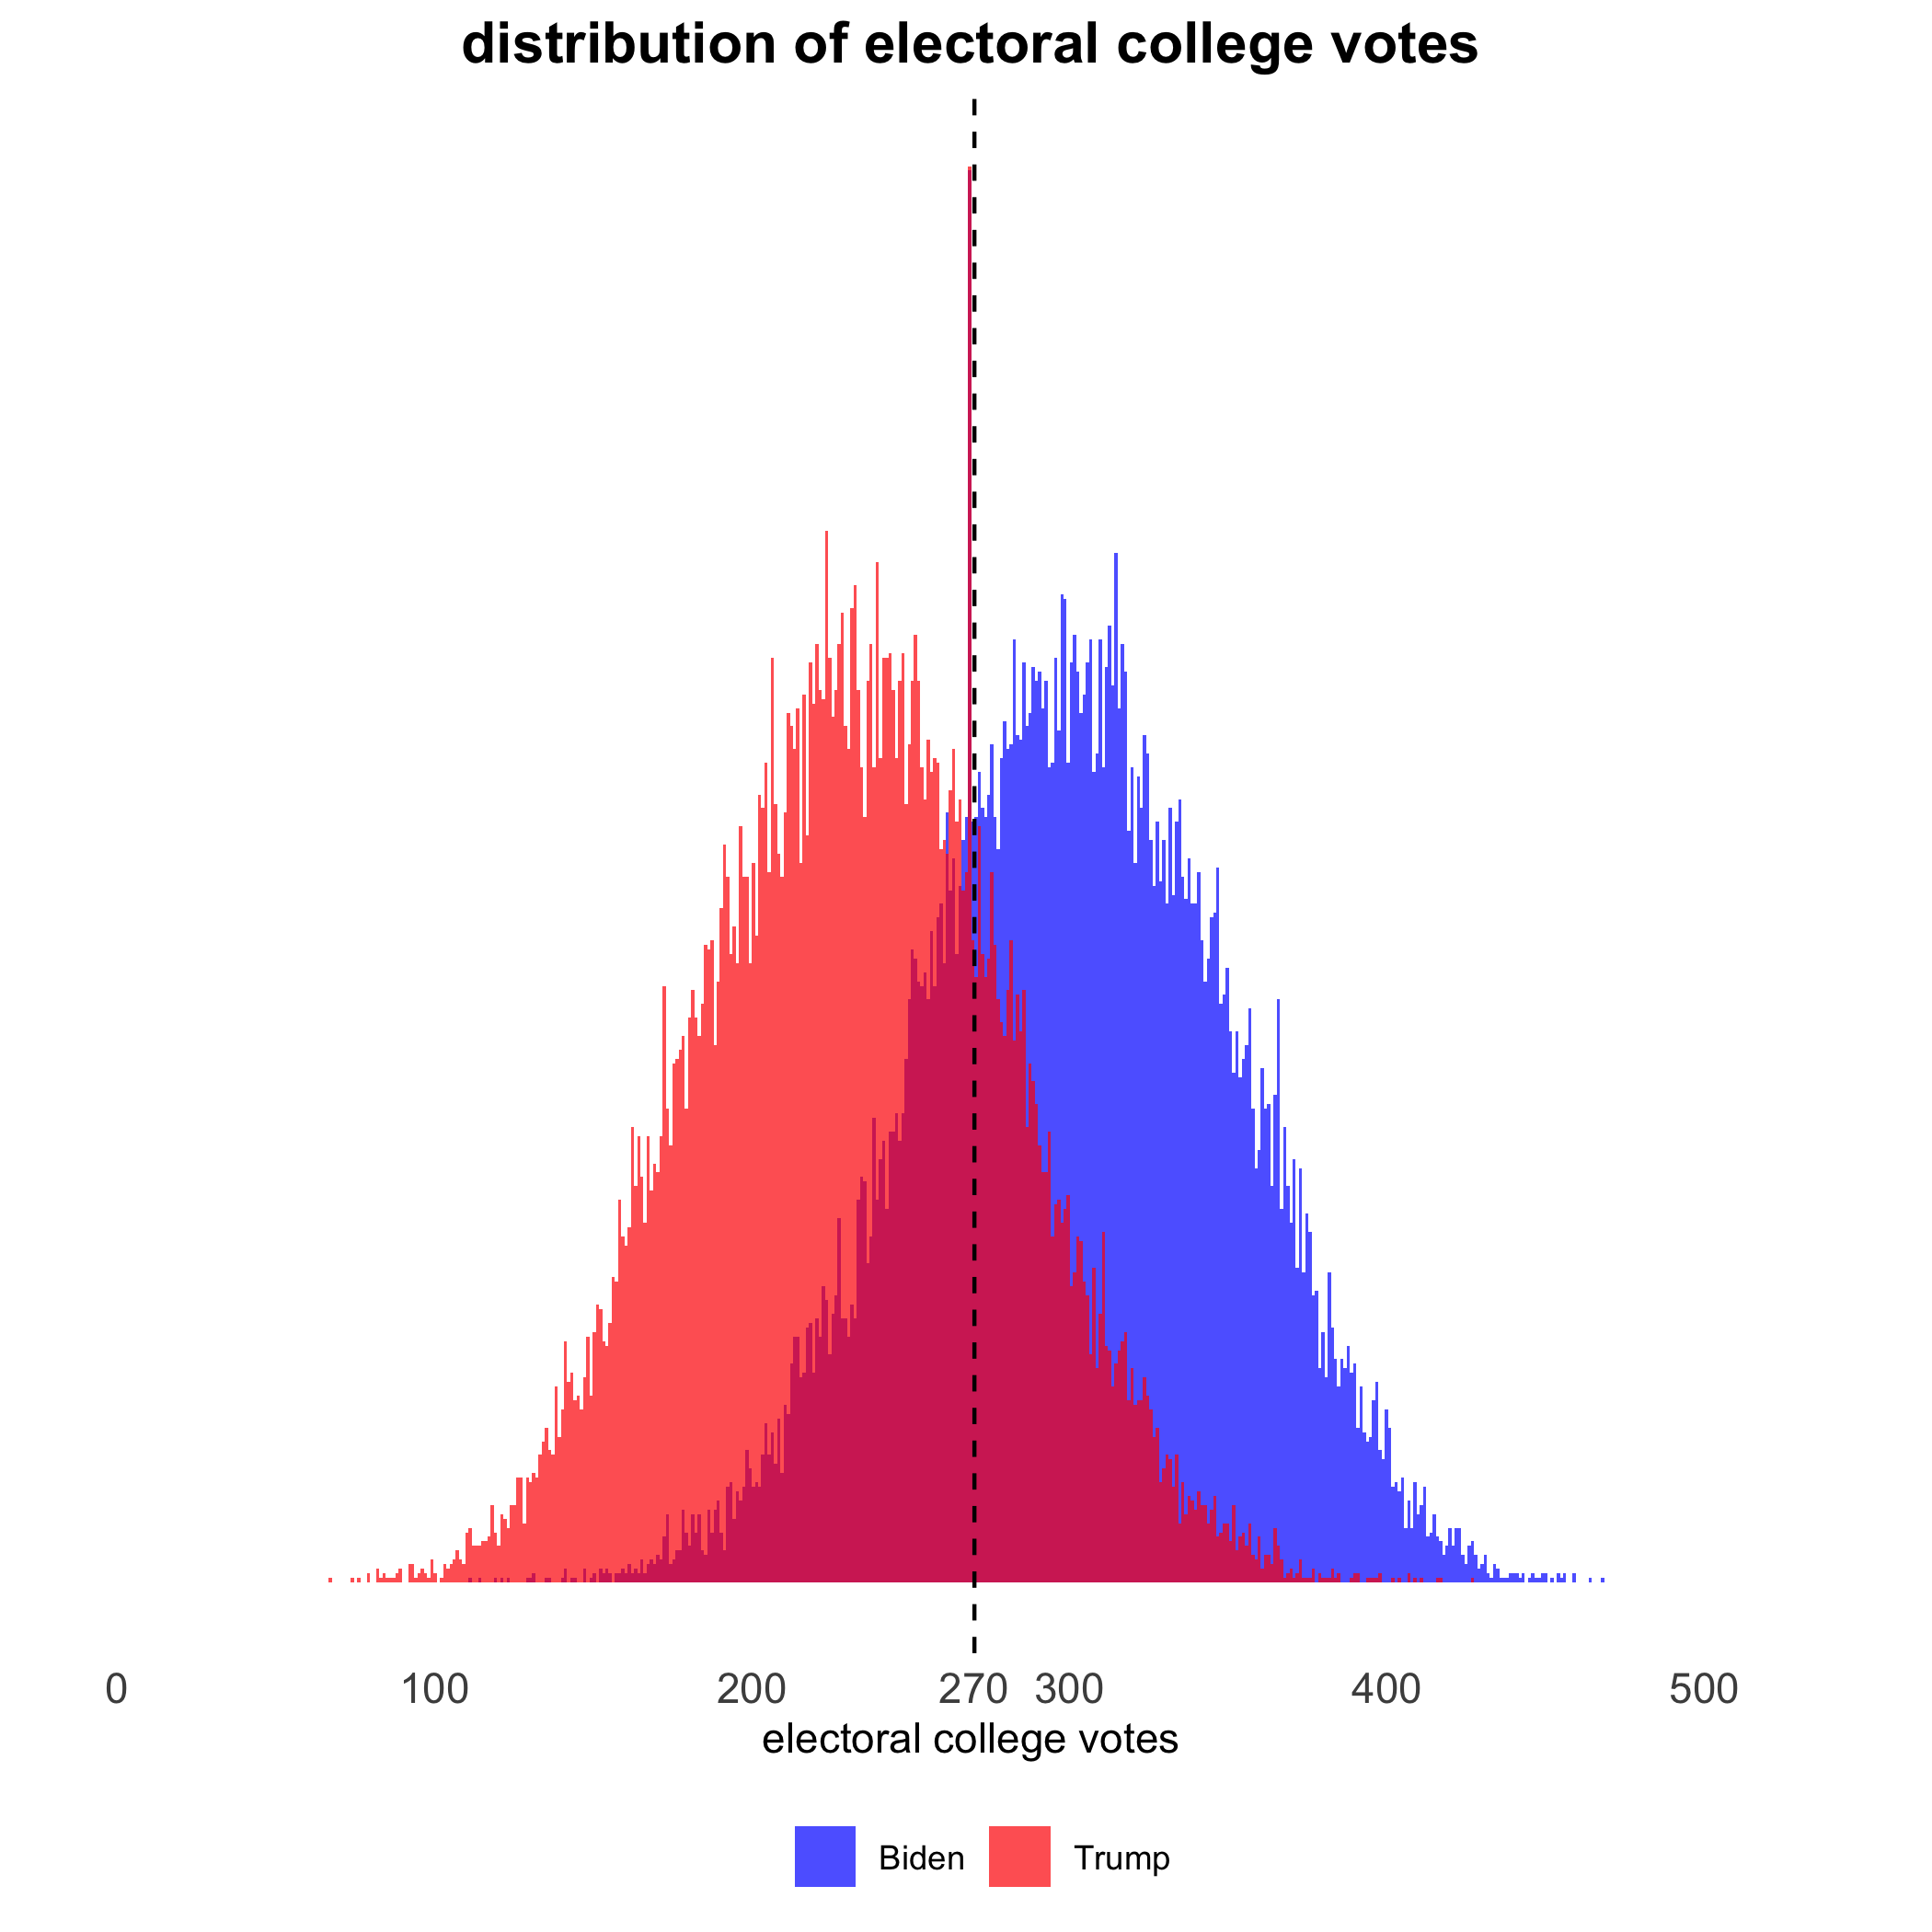 distribution of electoral college votes
0 100 200 270 300 400 500
electoral college votes
Biden Trump